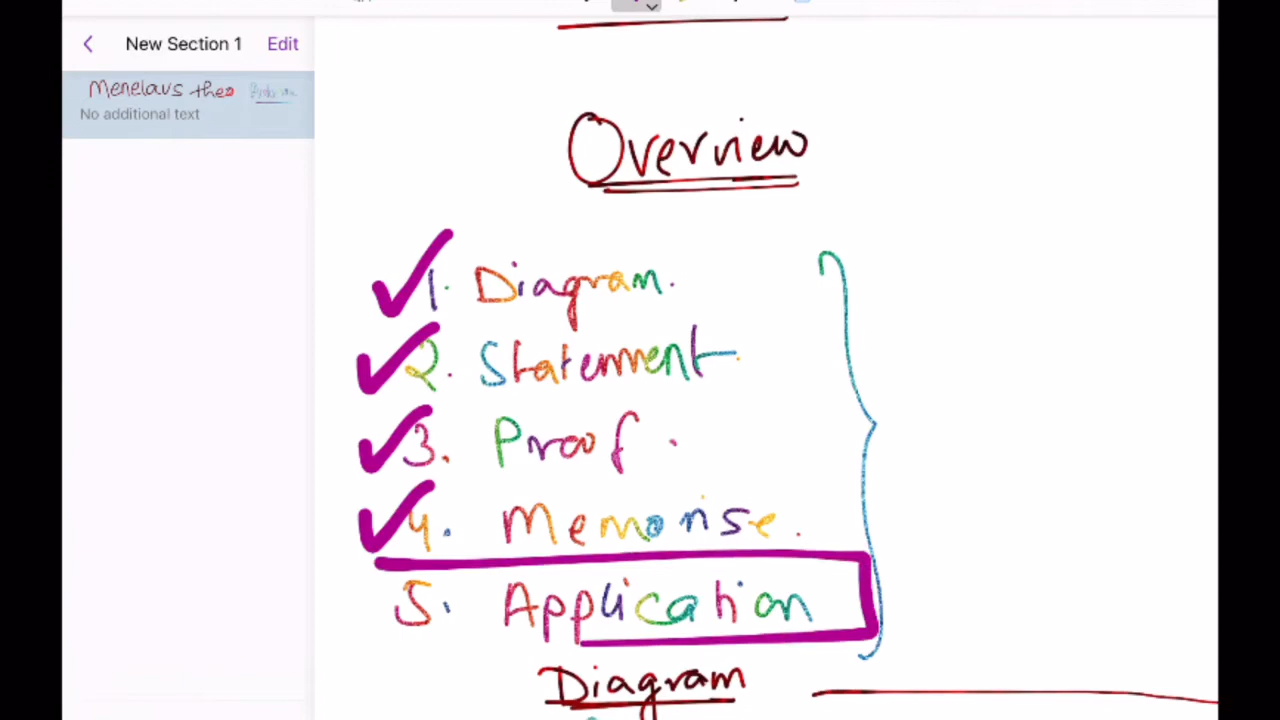 New Section 1 Edit
Menelaus theo
No additional text
Overview
1. Diagram.
2. Statement
3. Proof.
4. Memorise.
5. Application
Diagram